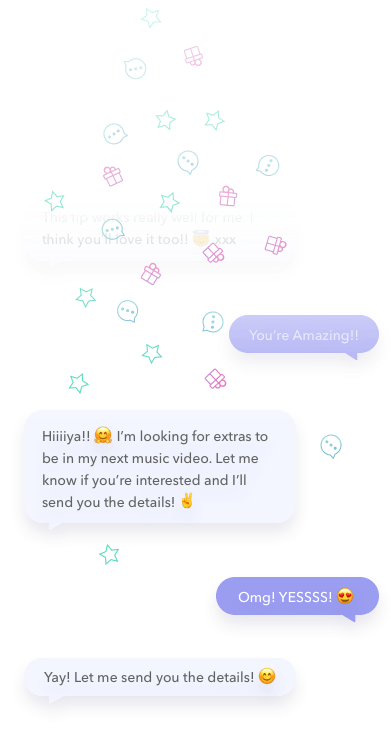 This tip works really well for me. I
think you'll love it too!! 😇 xxx
You're Amazing!!
Hiiiiya!! 🤗 I'm looking for extras to
be in my next music video. Let me
know if you're interested and I'll
send you the details! ✌️
Omg! YESSSS! 😍
Yay! Let me send you the details! 😊